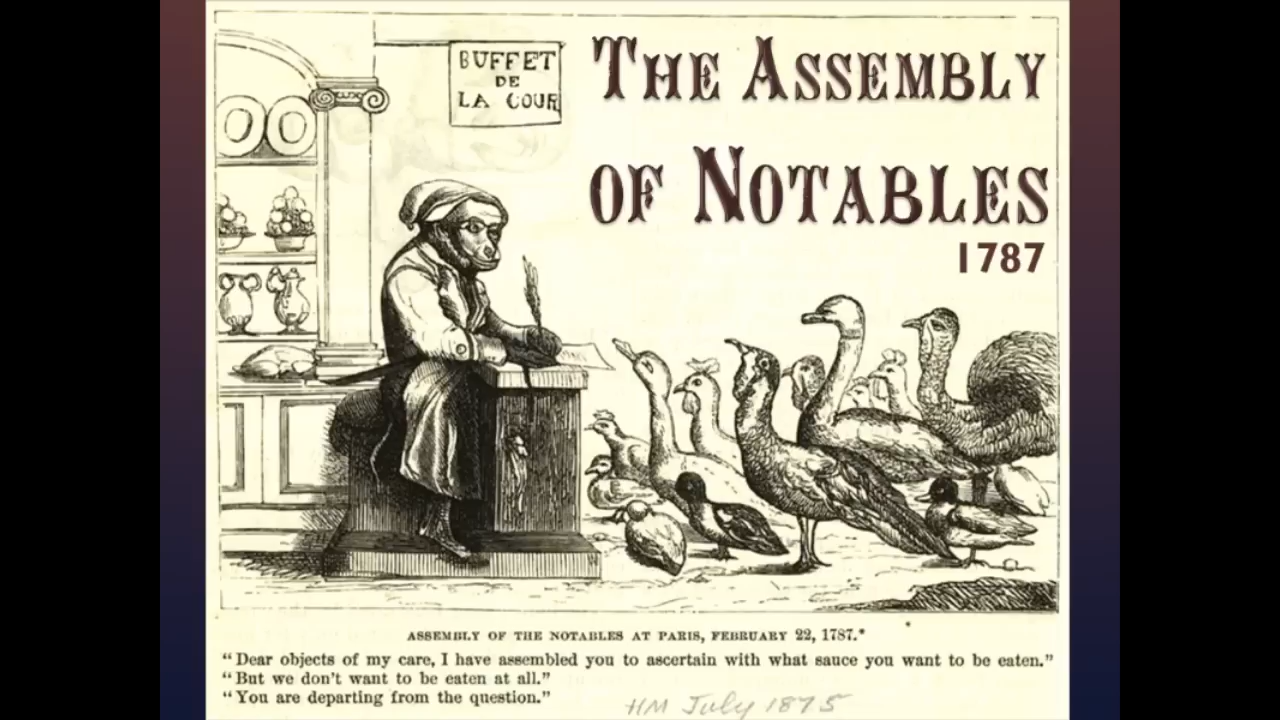 BUFFET
DE
LA COUR
THE ASSEMBLY
OF NOTABLES
1787
ASSEMBLY OF THE NOTABLES AT PARIS, FEBRUARY 22, 1787.*
"Dear objects of my care, I have assembled you to ascertain with what sauce you want to be eaten."
"But we don't want to be eaten at all."
"You are departing from the question."
HM July 1875